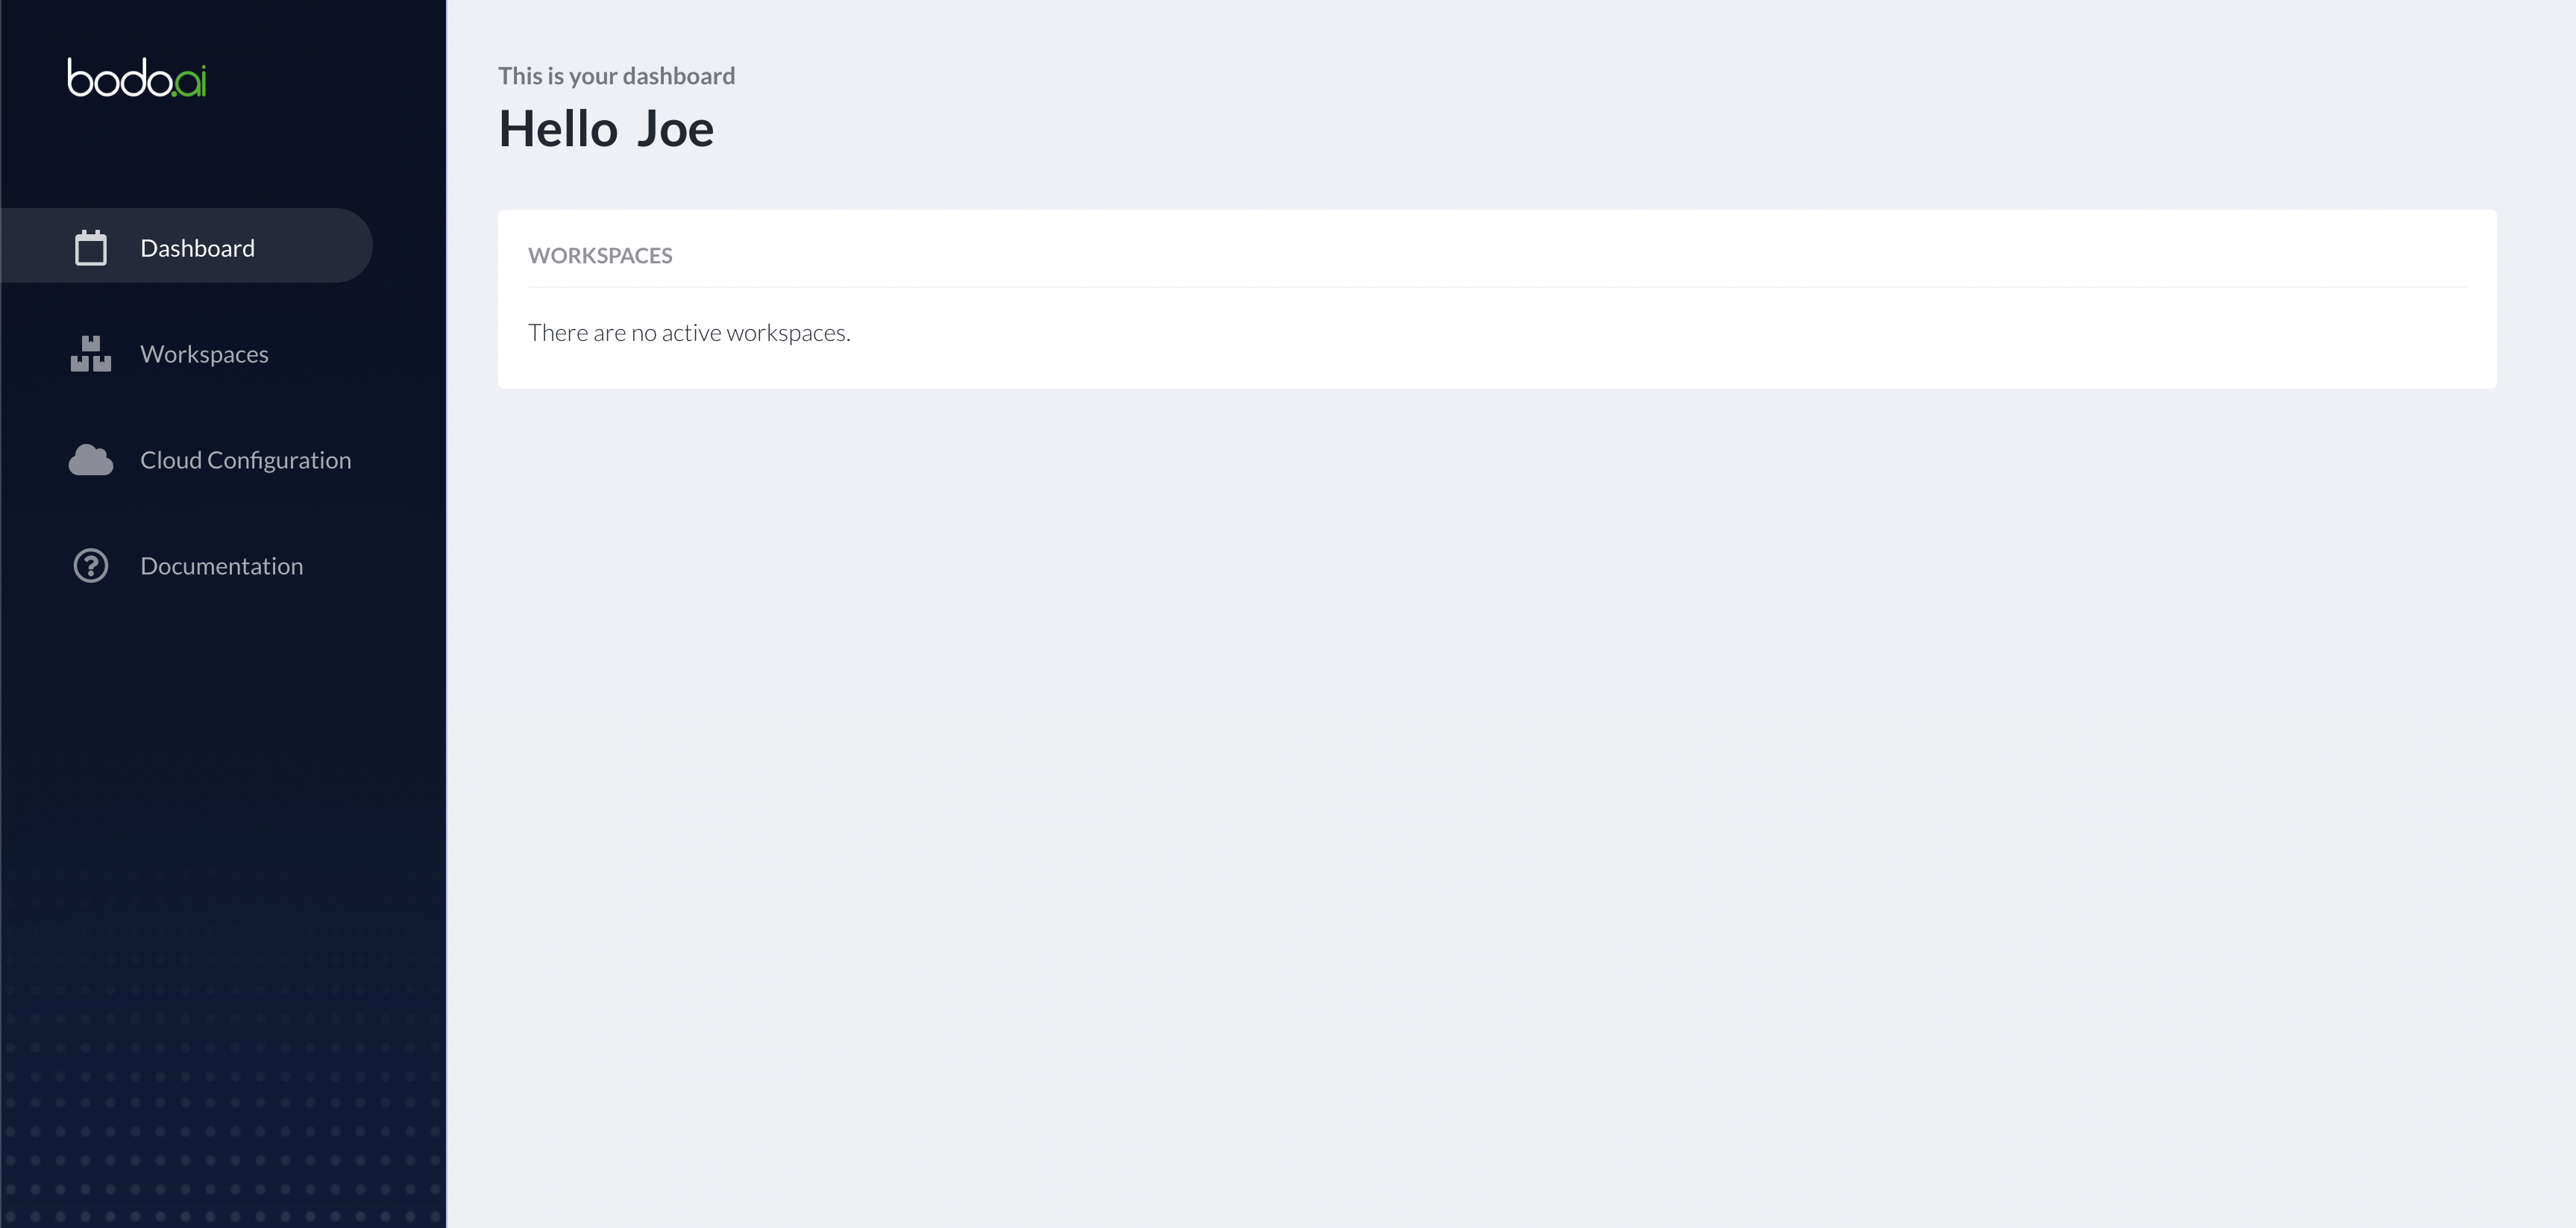 bodo.ai
Dashboard
Workspaces
Cloud Configuration
Documentation
This is your dashboard
Hello Joe
WORKSPACES
There are no active workspaces.